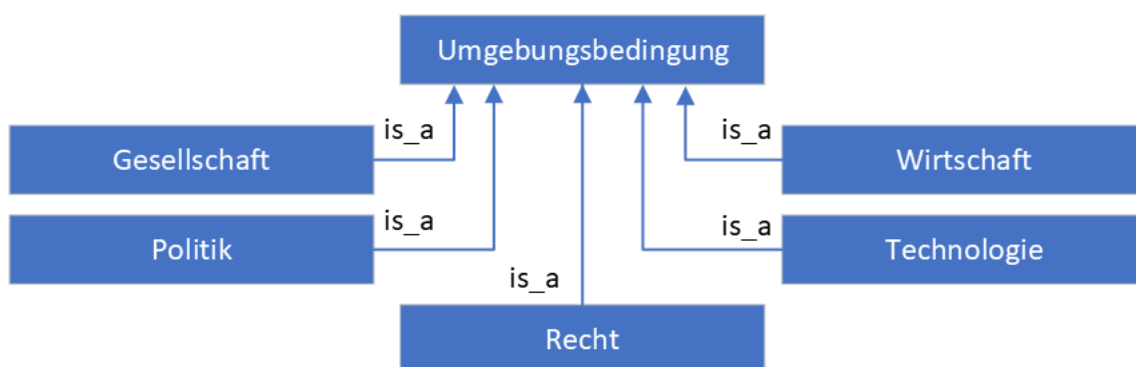 Umgebungsbedingung
is_a
is_a
Gesellschaft
Wirtschaft
is_a
is_a
Politik
Technologie
is_a
Recht